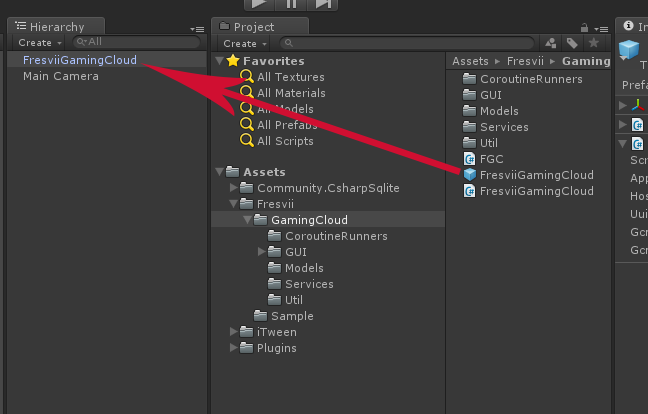 Hierarchy
Create
All
FresviiGamingCloud
Main Camera
Project
Create
Favorites
All Textures
All Materials
All Models
All Prefabs
All Scripts
Assets
Community.CsharpSqlite
Fresvii
GamingCloud
CoroutineRunners
GUI
Models
Services
Util
Sample
iTween
Plugins
Assets Fresvii Gaming
CoroutineRunners
GUI
Models
Services
Util
FGC
FresviiGamingCloud
FresviiGamingCloud
In
T
Prefa
Scr
App
Hos
Uui
Gcr
Gcr